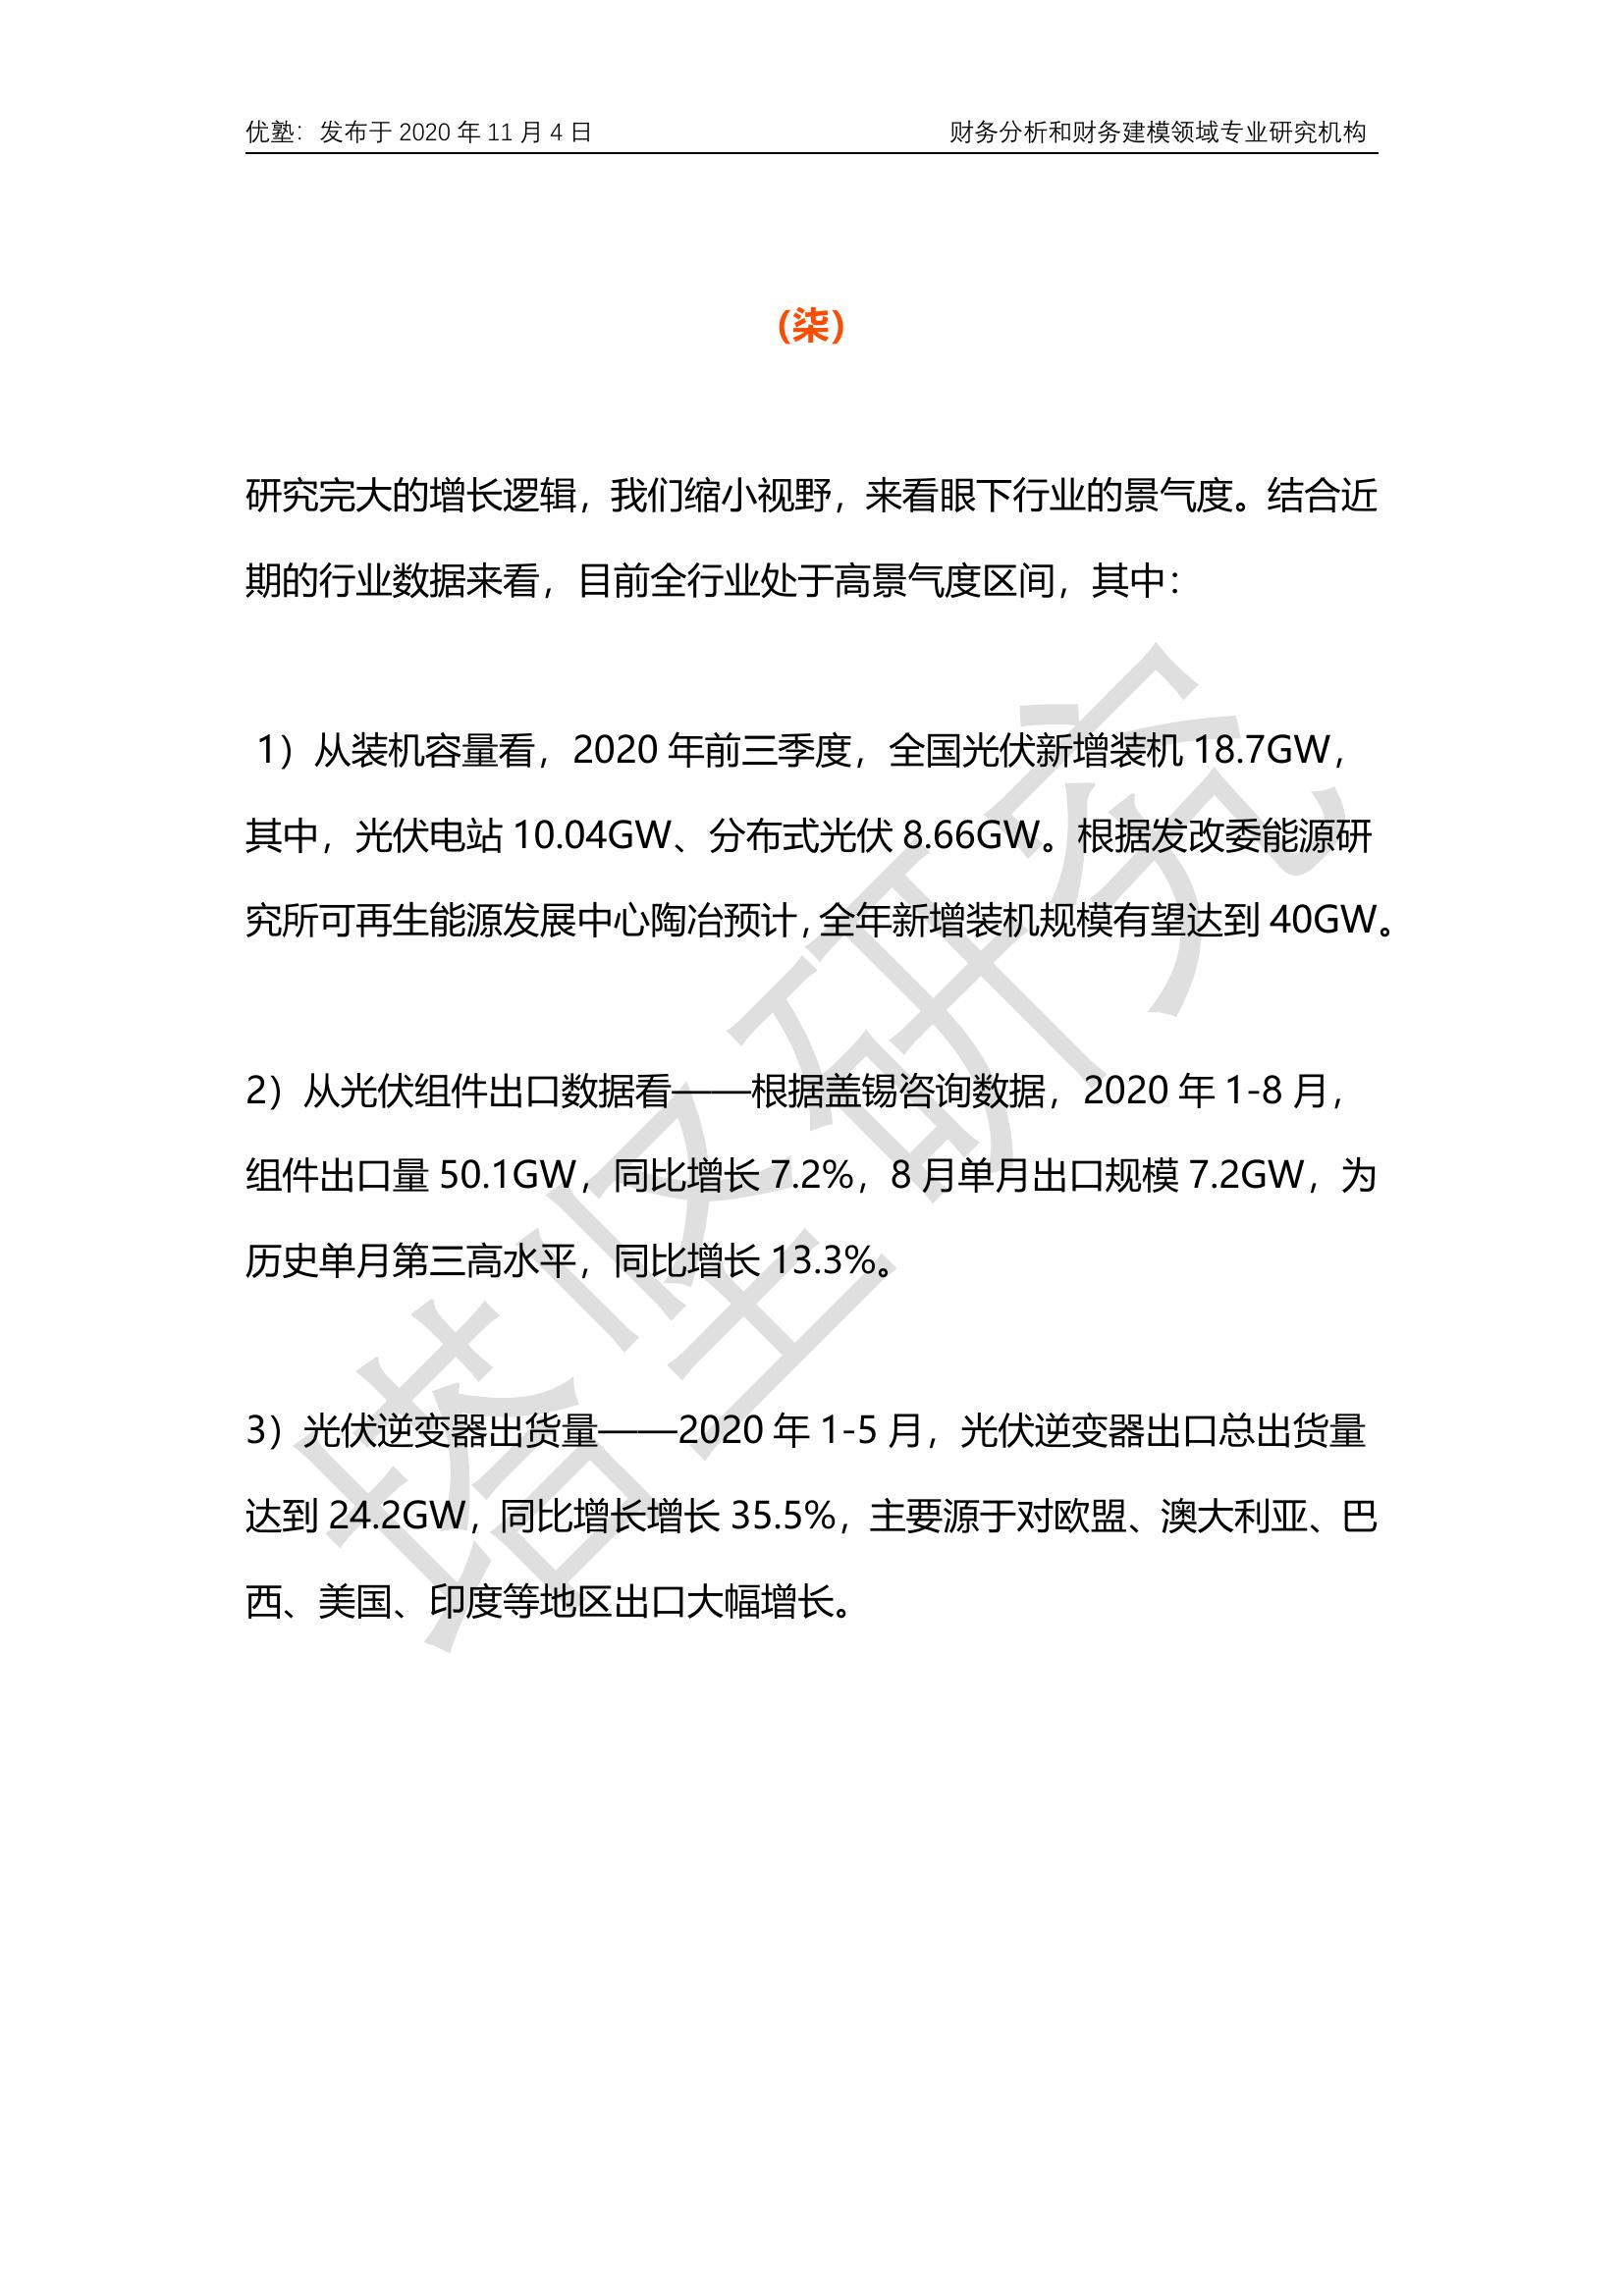 优塾：发布于 2020 年 11 月 4 日 财务分析和财务建模领域专业研究机构
(柒)
研究完大的增长逻辑，我们缩小视野，来看眼下行业的景气度。结合近
期的行业数据来看，目前全行业处于高景气度区间，其中：
1）从装机容量看，2020 年前三季度，全国光伏新增装机 18.7GW，
其中，光伏电站 10.04GW、分布式光伏 8.66GW。根据发改委能源研
究所可再生能源发展中心陶冶预计，全年新增装机规模有望达到 40GW。
2）从光伏组件出口数据看——根据盖锡咨询数据，2020 年 1-8 月，
组件出口量 50.1GW，同比增长 7.2%，8 月单月出口规模 7.2GW，为
历史单月第三高水平，同比增长 13.3%。
3）光伏逆变器出货量——2020 年 1-5 月，光伏逆变器出口总出货量
达到 24.2GW，同比增长增长 35.5%，主要源于对欧盟、澳大利亚、巴
西、美国、印度等地区出口大幅增长。
塔坚研究